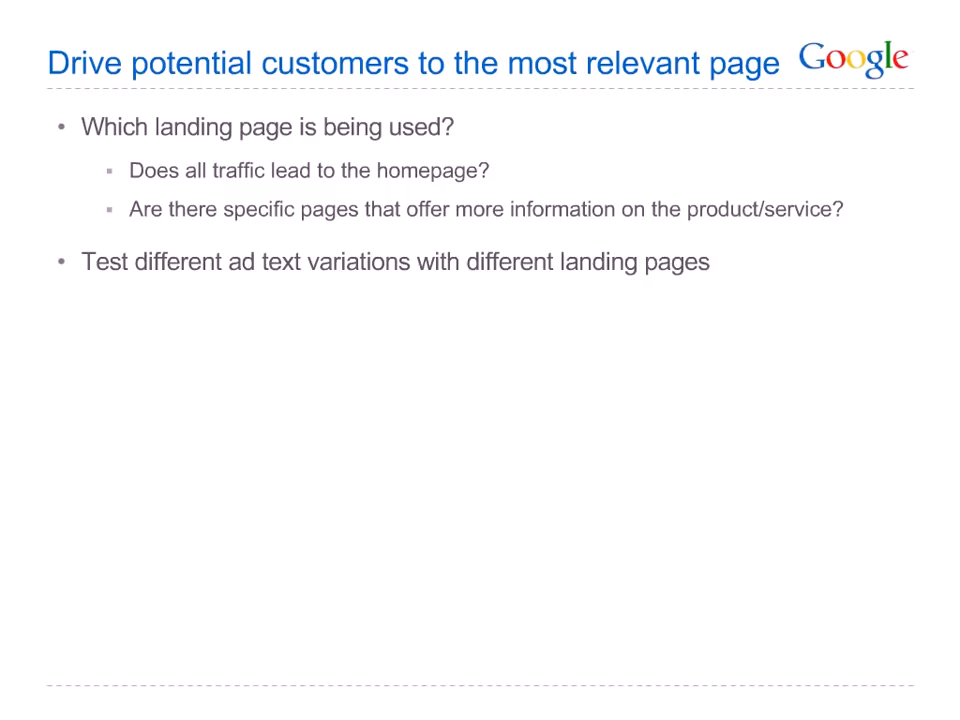 Drive potential customers to the most relevant page
Google
• Which landing page is being used?
▪ Does all traffic lead to the homepage?
▪ Are there specific pages that offer more information on the product/service?
• Test different ad text variations with different landing pages